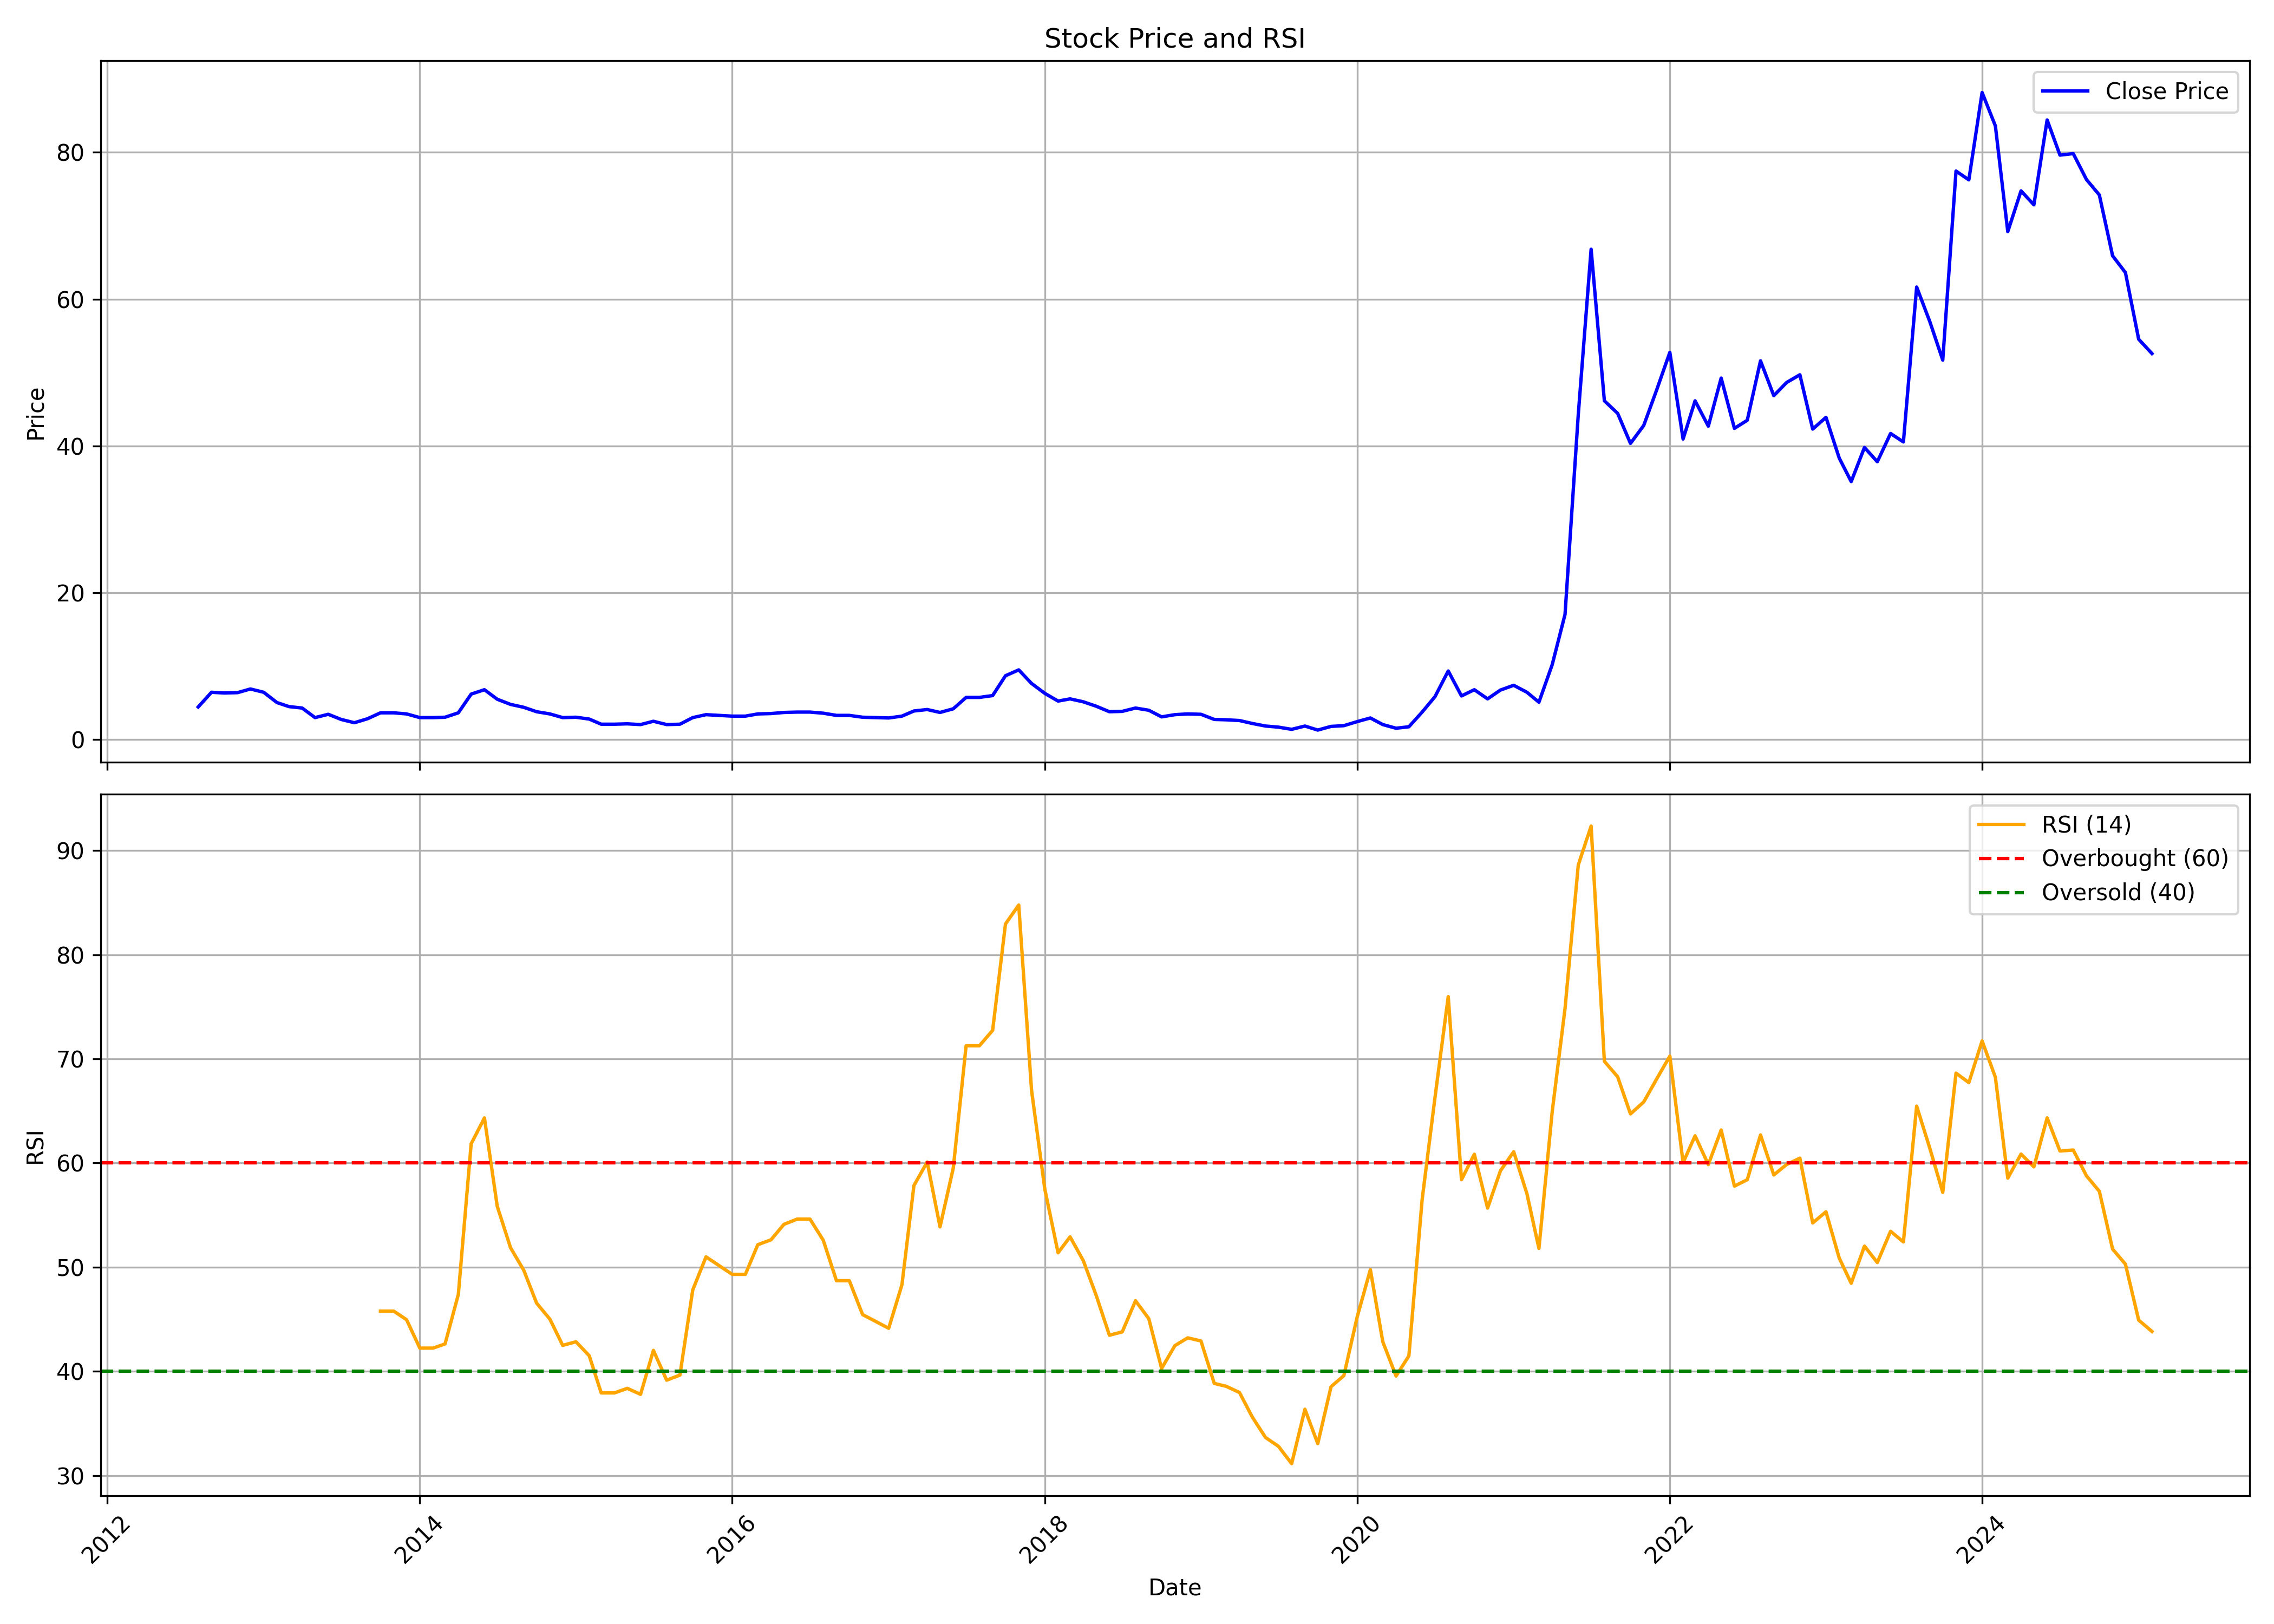 Stock Price and RSI
Close Price
80
60
40
20
0
Price
RSI (14)
Overbought (60)
Oversold (40)
90
80
70
60
50
40
30
RSI
2012
2014
2016
2018
2020
2022
2024
Date